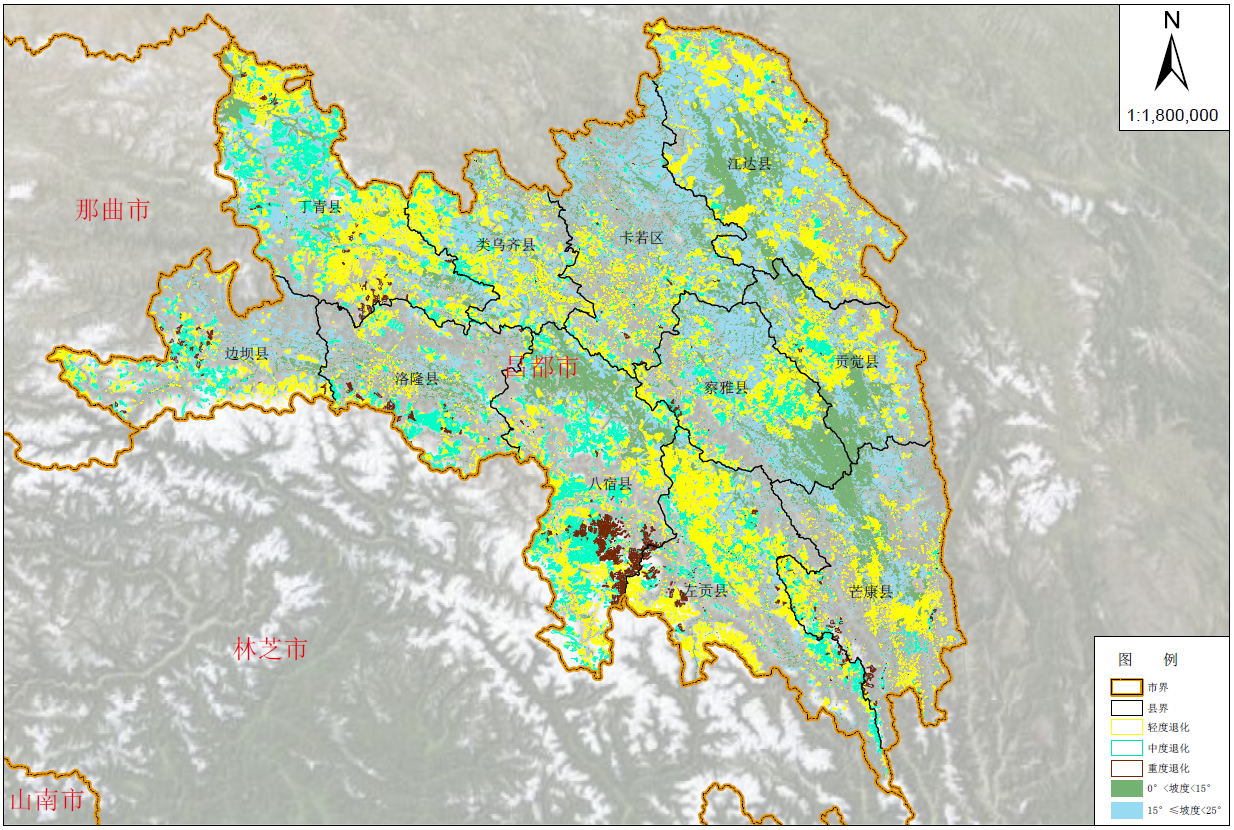 N
1:1,800,000
江达县
那曲市
丁青县
类乌齐县
卡若区
边坝县
洛隆县
昌都市
察雅县
贡觉县
八宿县
左贡县
芒康县
林芝市
山南市
图 例
市界
县界
轻度退化
中度退化
重度退化
0°<坡度<15°
15°≤坡度<25°